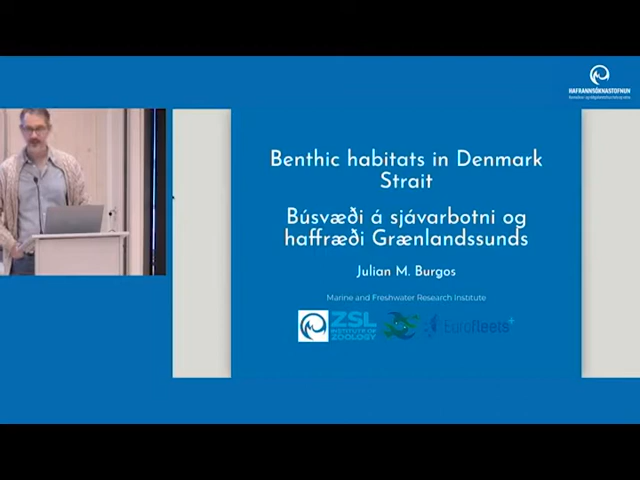 HAFRANNSÓKNASTOFNUN
Benthic habitats in Denmark
Strait
Búsvæði á sjávarbotni og
haffræði Grænlandssunds
Julian M. Burgos
Marine and Freshwater Research Institute
ZSL
INSTITUTE OF
ZOOLOGY
Eurofleets+